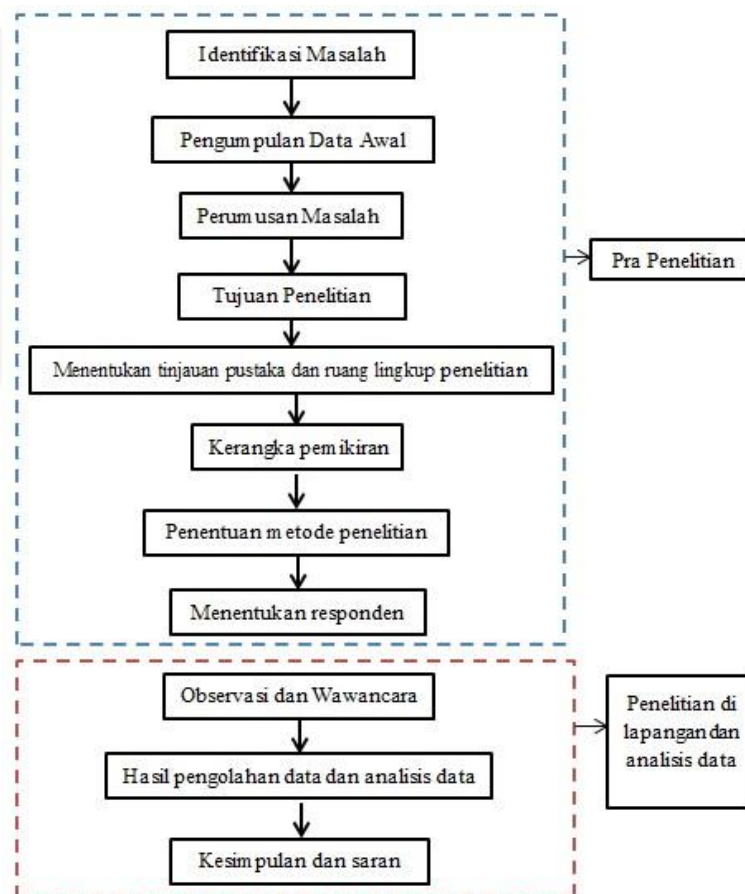 Identifikasi Masalah
Pengumpulan Data Awal
Perumusan Masalah
Tujuan Penelitian
Menentukan tinjauan pustaka dan ruang lingkup penelitian
Kerangka pemikiran
Penentuan metode penelitian
Menentukan responden
Pra Penelitian
Observasi dan Wawancara
Hasil pengolahan data dan analisis data
Kesimpulan dan saran
Penelitian di
lapangandan
analisis data